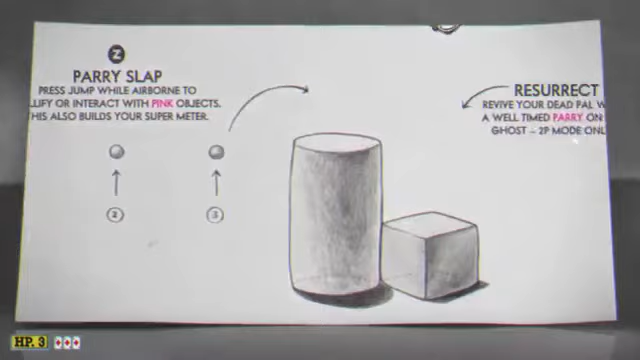 Z
PARRY SLAP
PRESS JUMP WHILE AIRBORNE TO
LLIFY OR INTERACT WITH PINK OBJECTS.
HIS ALSO BUILDS YOUR SUPER METER.
RESURRECT
REVIVE YOUR DEAD PAL W
A WELL TIMED PARRY ON
GHOST – 2P MODE ONL
2
3
HP. 3